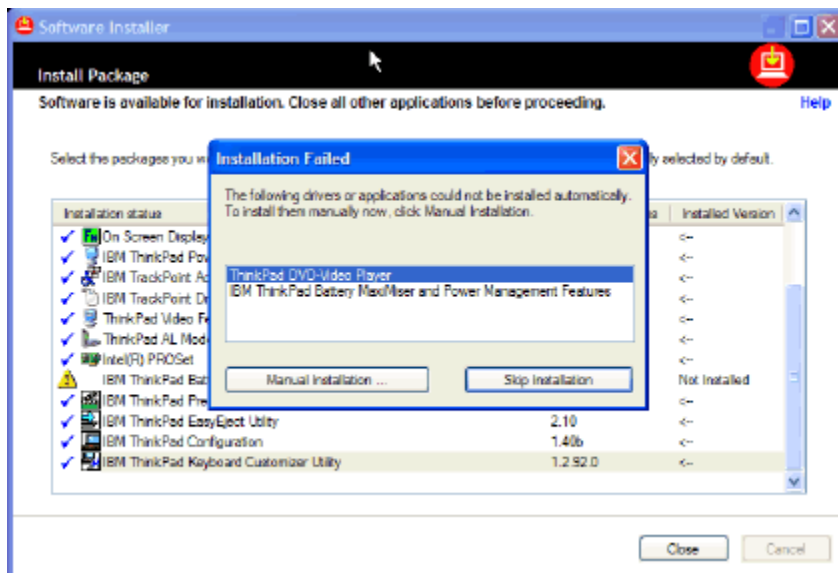 Software Installer
Install Package
Software is available for installation. Close all other applications before proceeding.
Help
Select the packages you
ly selected by default.
Installation Failed
The following drivers or applications could not be installed automatically.
To install them manually now, click Manual Installation.
ThinkPad DVD-Video Player
IBM ThinkPad Battery MaxiMiser and Power Management Features
Manual Installation ...
Skip Installation
Installation status
Installed Version
On Screen Display
<--
IBM ThinkPad Po
<--
IBM TrackPoint Ac
<--
IBM TrackPoint Dr
<--
ThinkPad Video Fe
<--
ThinkPad AL Mod
<--
Intel(R) PROSet
<--
IBM ThinkPad Bat
Not Installed
IBM ThinkPad Pre
<--
IBM ThinkPad EasyEject Utility 2.10 <--
IBM ThinkPad Configuration 1.40b <--
IBM ThinkPad Keyboard Customizer Utility 1.2.92.0 <--
Close
Cancel